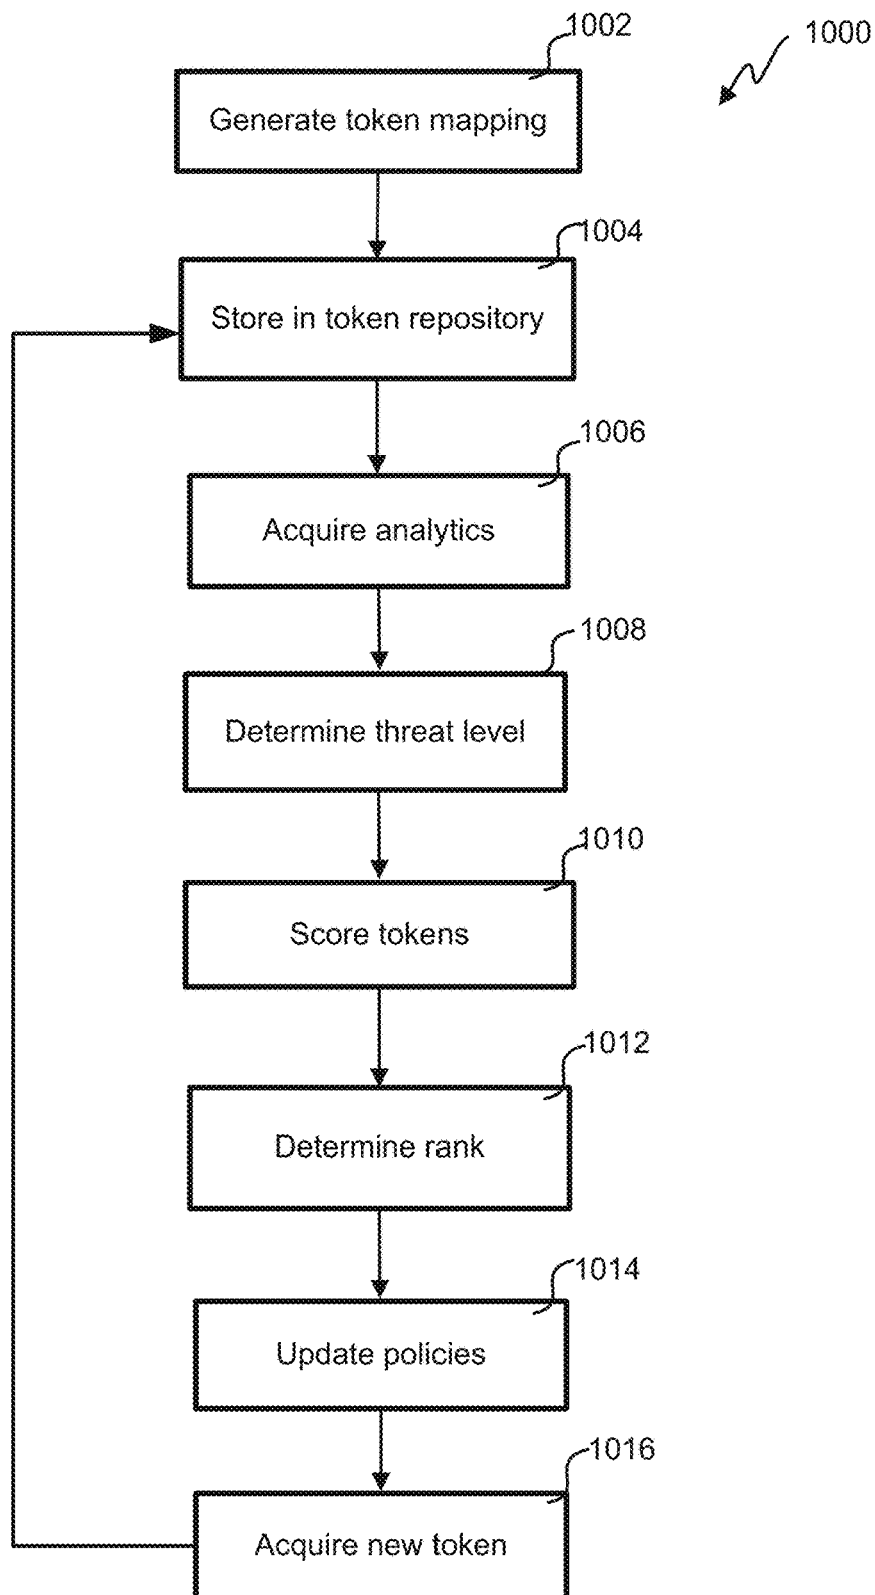 1000
1002
Generate token mapping
1004
Store in token repository
1006
Acquire analytics
1008
Determine threat level
1010
Score tokens
1012
Determine rank
1014
Update policies
1016
Acquire new token